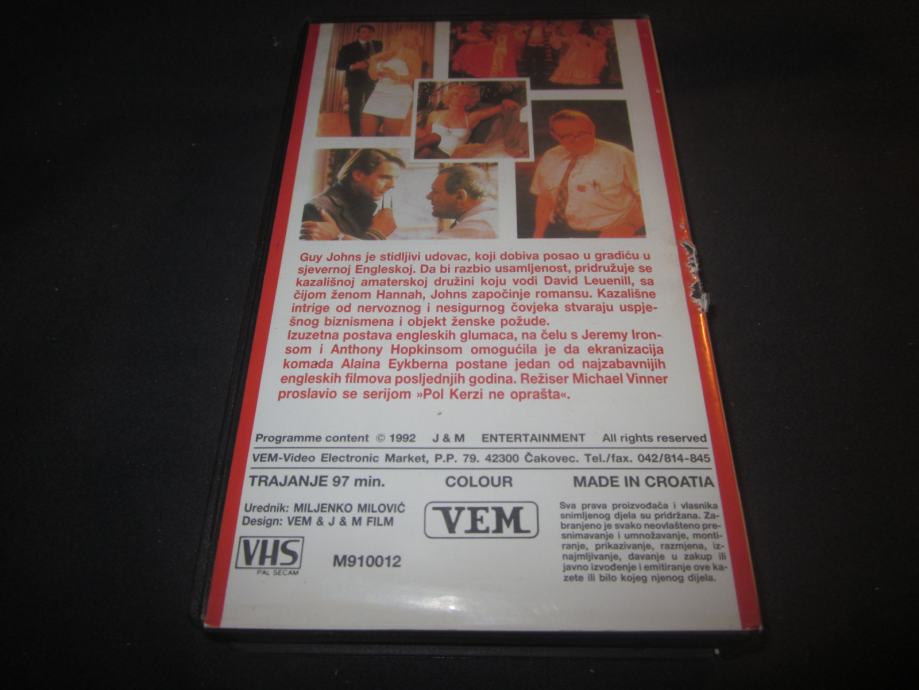 Guy Johns je stidljivi udovac, koji dobiva posao u gradiću u
sjevernoj Engleskoj. Da bi razbio usamljenost, pridružuje se
kazališnoj amaterskoj družini koju vodi David Leuenill, sa
čijom ženom Hannah, Johns započinje romansu. Kazališne
intrige od nervoznog i nesigurnog čovjeka stvaraju uspje-
šnog biznismena i objekt ženske požude.
Izuzetna postava engleskih glumaca, na čelu s Jeremy Iron-
som i Anthony Hopkinsom omogućila je da ekranizacija
komada Alaina Eykberna postane jedan od najzabavnijih
engleskih filmova posljednjih godina. Režiser Michael Vinner
proslavio se serijom »Pol Kerzi ne oprašta«.
Programme content © 1992 J & M ENTERTAINMENT All rights reserved
VEM-Video Electronic Market, P.P. 79. 42300 Čakovec. Tel./fax. 042/814-845
TRAJANJE 97 min. COLOUR MADE IN CROATIA
Urednik: MILJENKO MILOVIĆ
Design: VEM & J & M FILM
VEM
Sva prava proizvođača i vlasnika
snimljenog djela su pridržana. Za-
branjeno je svako neovlašteno pre-
snimavanje i umnožavanje, monti-
ranje, prikazivanje, razmjena, iz-
najmljivanje, davanje u zakup ili
javno izvođenje i emitiranje ove ka-
zete ili bilo kojeg njenog dijela.
VHS
PAL SECAM
M910012